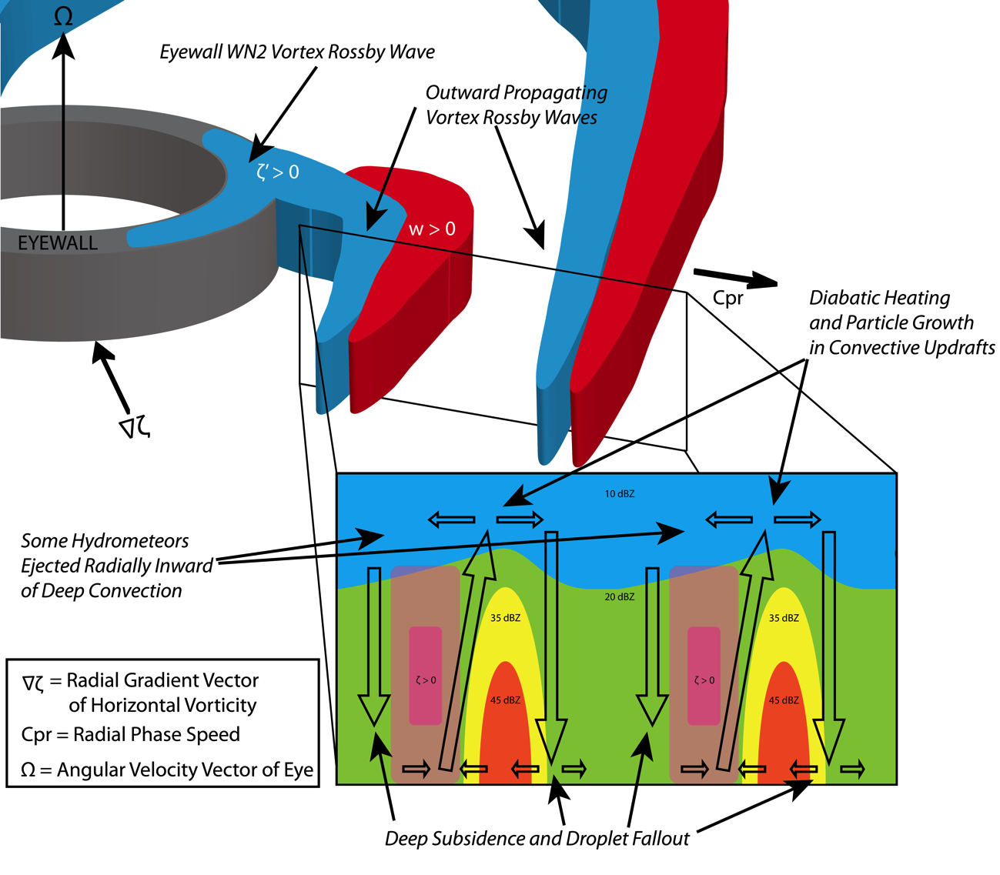 Ω
Eyewall WN2 Vortex Rossby Wave
Outward Propagating
Vortex Rossby Waves
ζ′ > 0
w > 0
EYEWALL
Cpr
Diabatic Heating
and Particle Growth
in Convective Updrafts
∇ζ
10 dBZ
Some Hydrometeors
Ejected Radially Inward
of Deep Convection
20 dBZ
35 dBZ
35 dBZ
ζ > 0
ζ > 0
45 dBZ
45 dBZ
∇ζ = Radial Gradient Vector
of Horizontal Vorticity
Cpr = Radial Phase Speed
Ω = Angular Velocity Vector of Eye
Deep Subsidence and Droplet Fallout